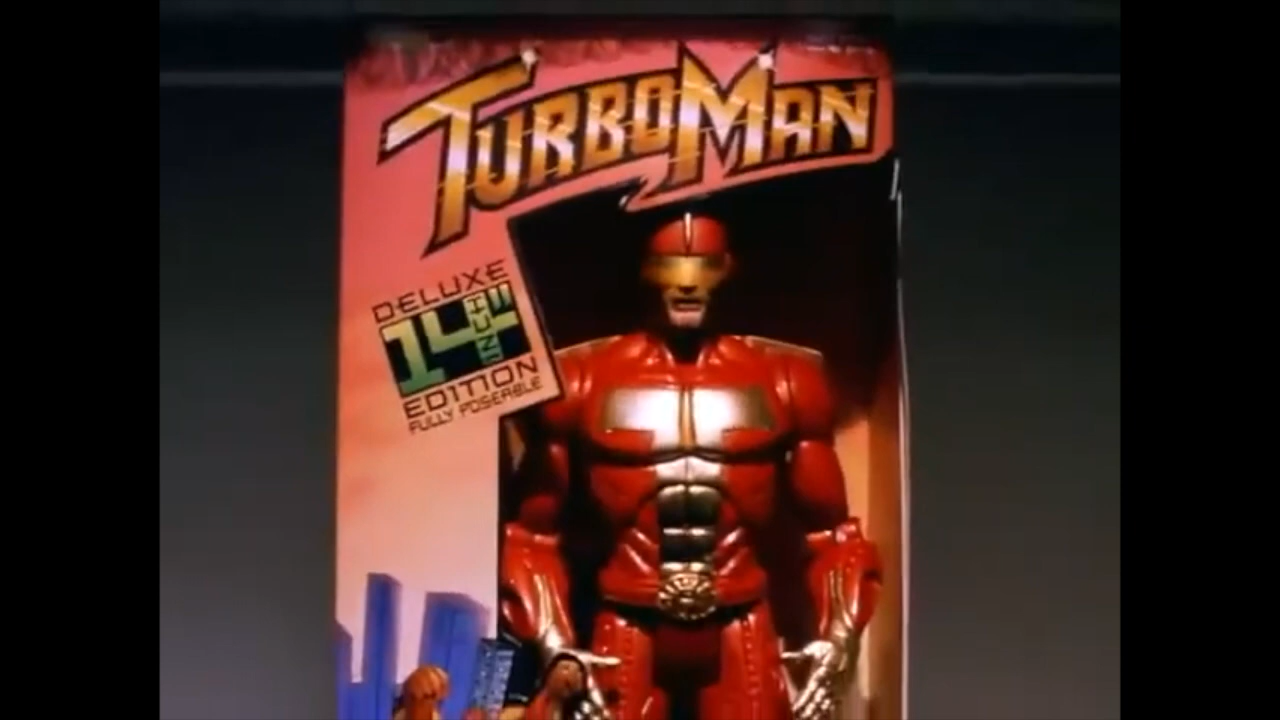 TURBOMAN
DELUXE
14 INCH
EDITION
FULLY POSEABLE